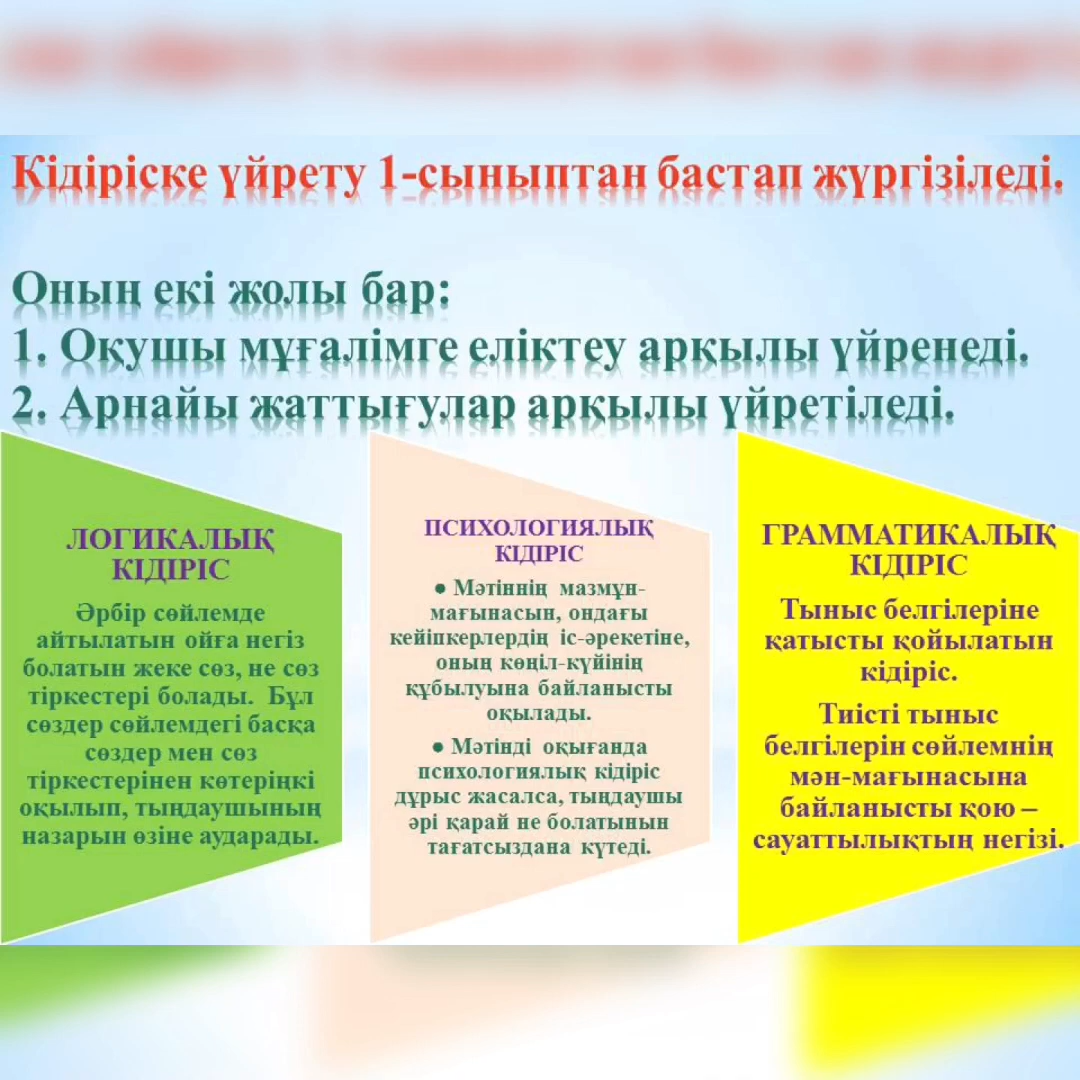 Кідіріске үйрету 1-сыныптан бастап жүргізіледі.
Оның екі жолы бар:
1. Оқушы мұғалімге еліктеу арқылы үйренеді.
2. Арнайы жаттығулар арқылы үйретіледі.
ЛОГИКАЛЫҚ
КІДІРІС
Әрбір сөйлемде
айтылатын ойға негіз
болатын жеке сөз, не сөз
тіркестері болады. Бұл
сөздер сөйлемдегі басқа
сөздер мен сөз
тіркестерінен көтеріңкі
оқылып, тыңдаушының
назарын өзіне аударады.
ПСИХОЛОГИЯЛЫҚ
КІДІРІС
● Мәтіннің мазмұн-
мағынасын, ондағы
кейіпкерлердің іс-әрекетіне,
оның көңіл-күйінің
құбылуына байланысты
оқылады.
● Мәтінді оқығанда
психологиялық кідіріс
дұрыс жасалса, тыңдаушы
әрі қарай не болатынын
тағатсыздана күтеді.
ГРАММАТИКАЛЫҚ
КІДІРІС
Тыныс белгілеріне
қатысты қойылатын
кідіріс.
Тиісті тыныс
белгілерін сөйлемнің
мән-мағынасына
байланысты қою –
сауаттылықтың негізі.